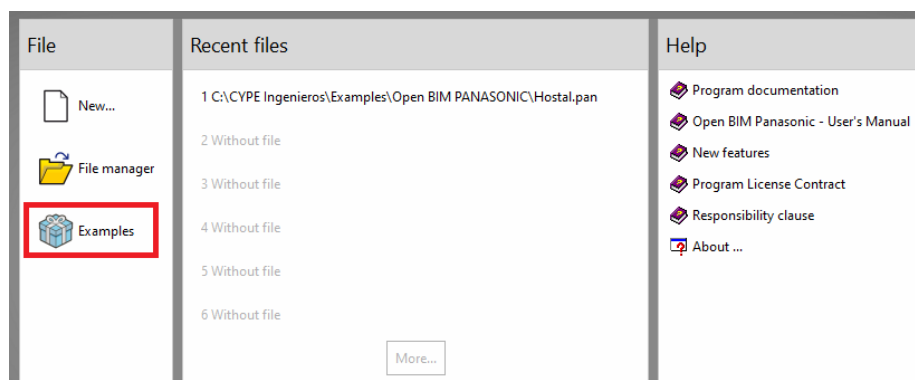 File
New...
File manager
Examples
Recent files
1 C:\CYPE Ingenieros\Examples\Open BIM PANASONIC\Hostal.pan
2 Without file
3 Without file
4 Without file
5 Without file
6 Without file
More...
Help
Program documentation
Open BIM Panasonic - User's Manual
New features
Program License Contract
Responsibility clause
About ...